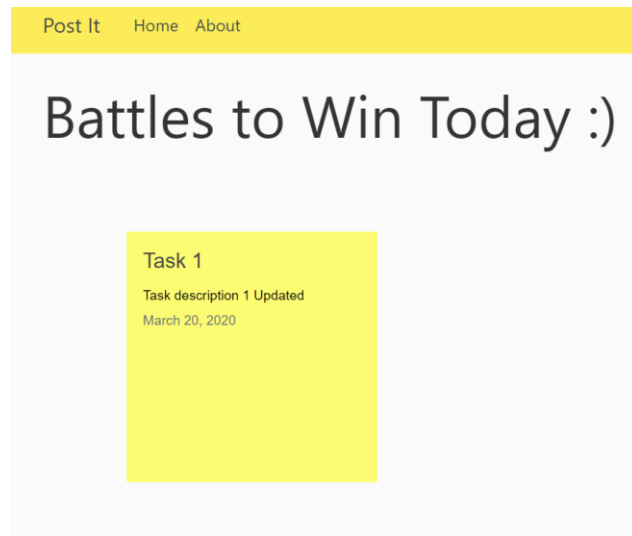 Post It Home About
Battles to Win Today :)
Task 1
Task description 1 Updated
March 20, 2020